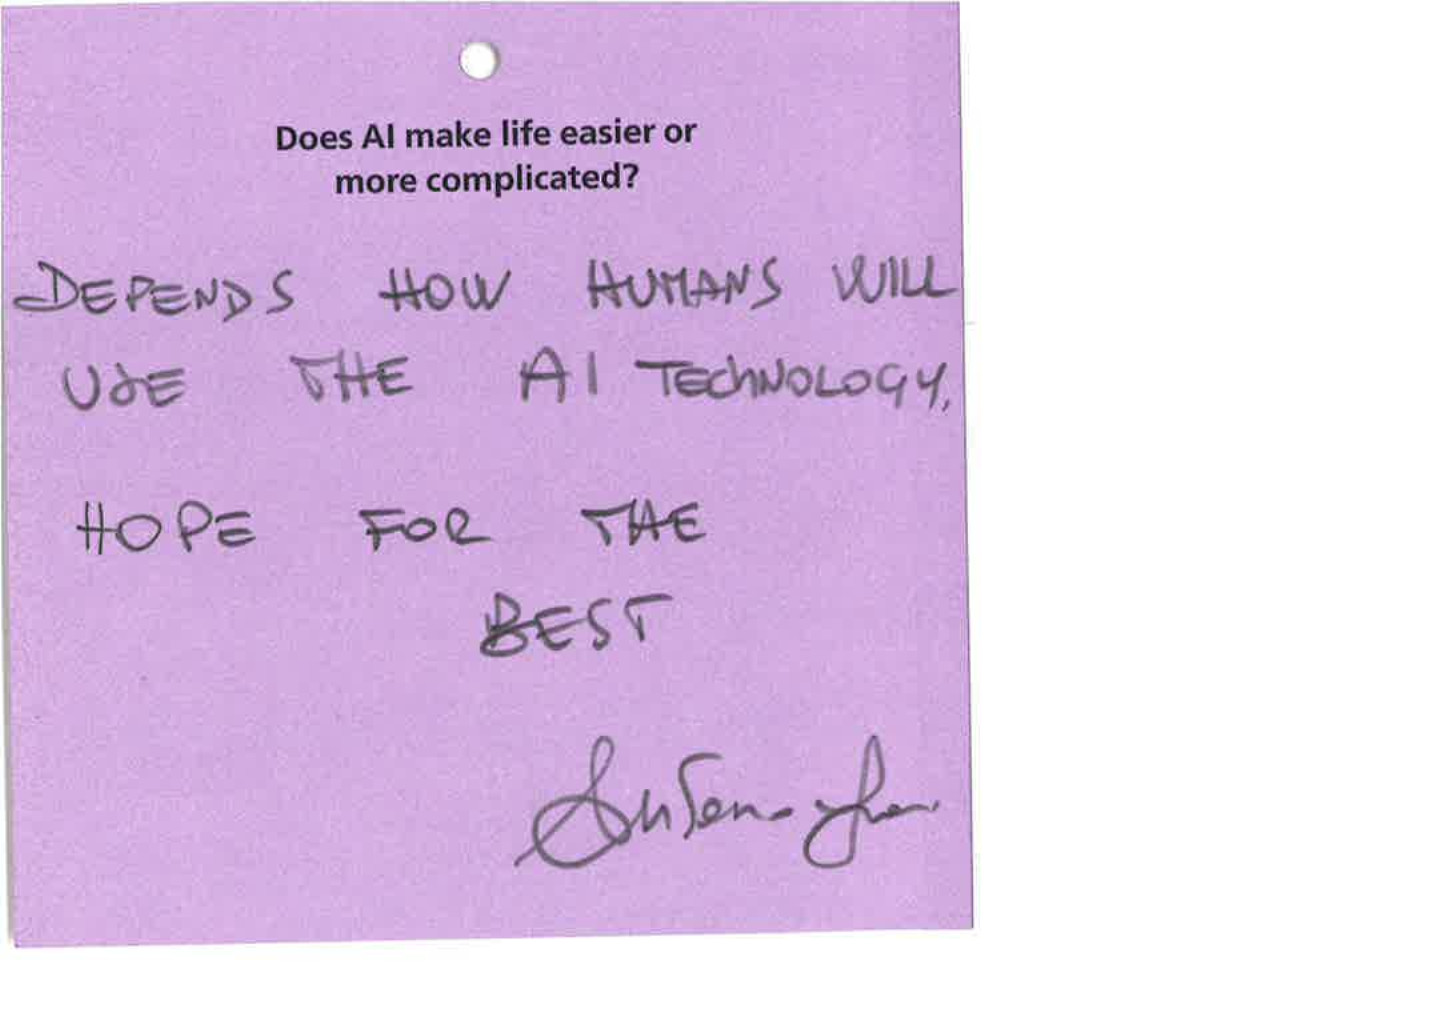 Does AI make life easier or
more complicated?
DEPENDS HOW HUMANS WILL
USE THE AI TECHNOLOGY,
HOPE FOR THE
BEST